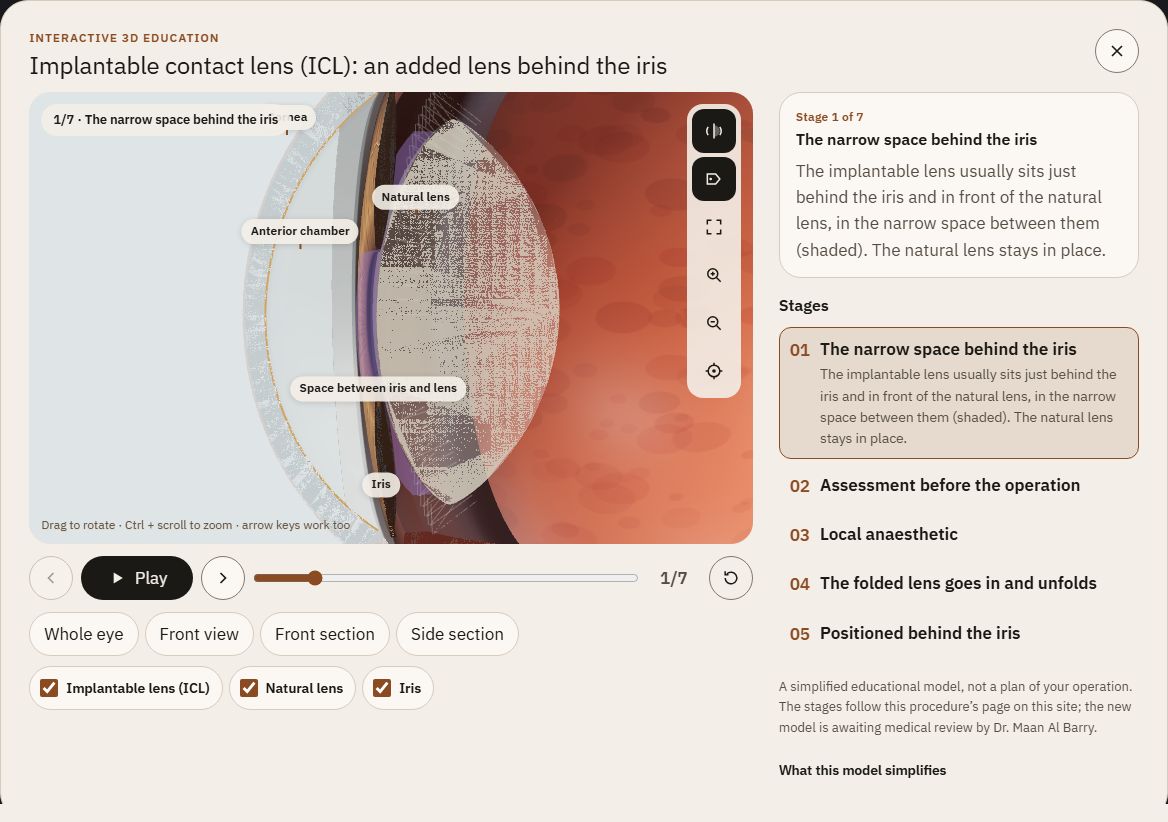 INTERACTIVE 3D EDUCATION
Implantable contact lens (ICL): an added lens behind the iris
1/7 · The narrow space behind the iris
Natural lens
Anterior chamber
Space between iris and lens
Iris
Drag to rotate · Ctrl + scroll to zoom · arrow keys work too
Play
1/7
Whole eye
Front view
Front section
Side section
Implantable lens (ICL)
Natural lens
Iris
Stage 1 of 7
The narrow space behind the iris
The implantable lens usually sits just
behind the iris and in front of the natural
lens, in the narrow space between them
(shaded). The natural lens stays in place.
Stages
01 The narrow space behind the iris
The implantable lens usually sits just behind the
iris and in front of the natural lens, in the narrow
space between them (shaded). The natural lens
stays in place.
02 Assessment before the operation
03 Local anaesthetic
04 The folded lens goes in and unfolds
05 Positioned behind the iris
A simplified educational model, not a plan of your operation.
The stages follow this procedure’s page on this site; the new
model is awaiting medical review by Dr. Maan Al Barry.
What this model simplifies